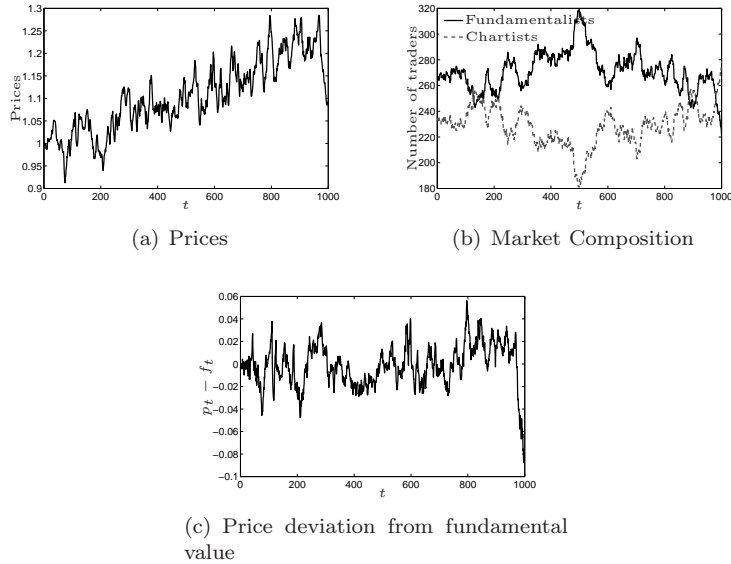 1.3
1.25
1.2
1.15
1.1
1.05
1
0.95
0.9
Prices
0 200 400 600 800 1000
t
(a) Prices
320
300
280
260
240
220
200
180
Number of traders
Fundamentalists
Chartists
0 200 400 600 800 1000
t
(b) Market Composition
0.06
0.04
0.02
0
−0.02
−0.04
−0.06
−0.08
−0.1
p_t − f_t
0 200 400 600 800 1000
t
(c) Price deviation from fundamental
value